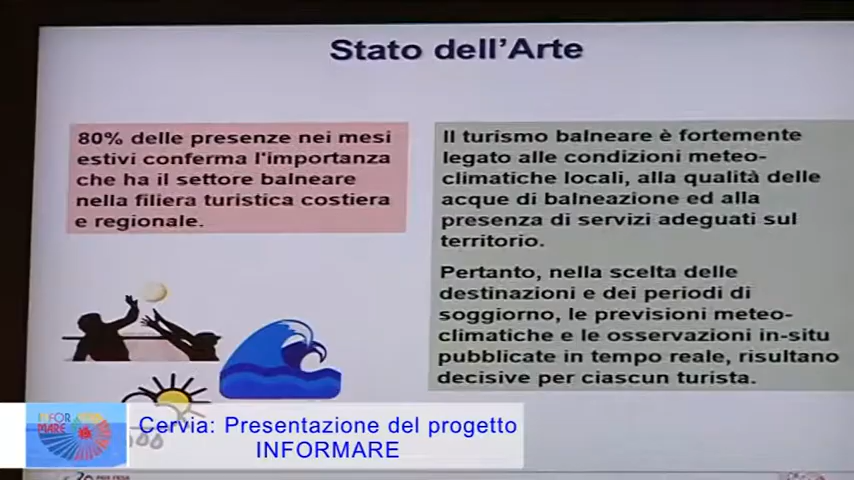 Stato dell'Arte
80% delle presenze nei mesi
estivi conferma l'importanza
che ha il settore balneare
nella filiera turistica costiera
e regionale.
Il turismo balneare è fortemente
legato alle condizioni meteo-
climatiche locali, alla qualità delle
acque di balneazione ed alla
presenza di servizi adeguati sul
territorio.
Pertanto, nella scelta delle
destinazioni e dei periodi di
soggiorno, le previsioni meteo-
climatiche e le osservazioni in-situ
pubblicate in tempo reale, risultano
decisive per ciascun turista.
INFORMARE
Cervia: Presentazione del progetto
INFORMARE